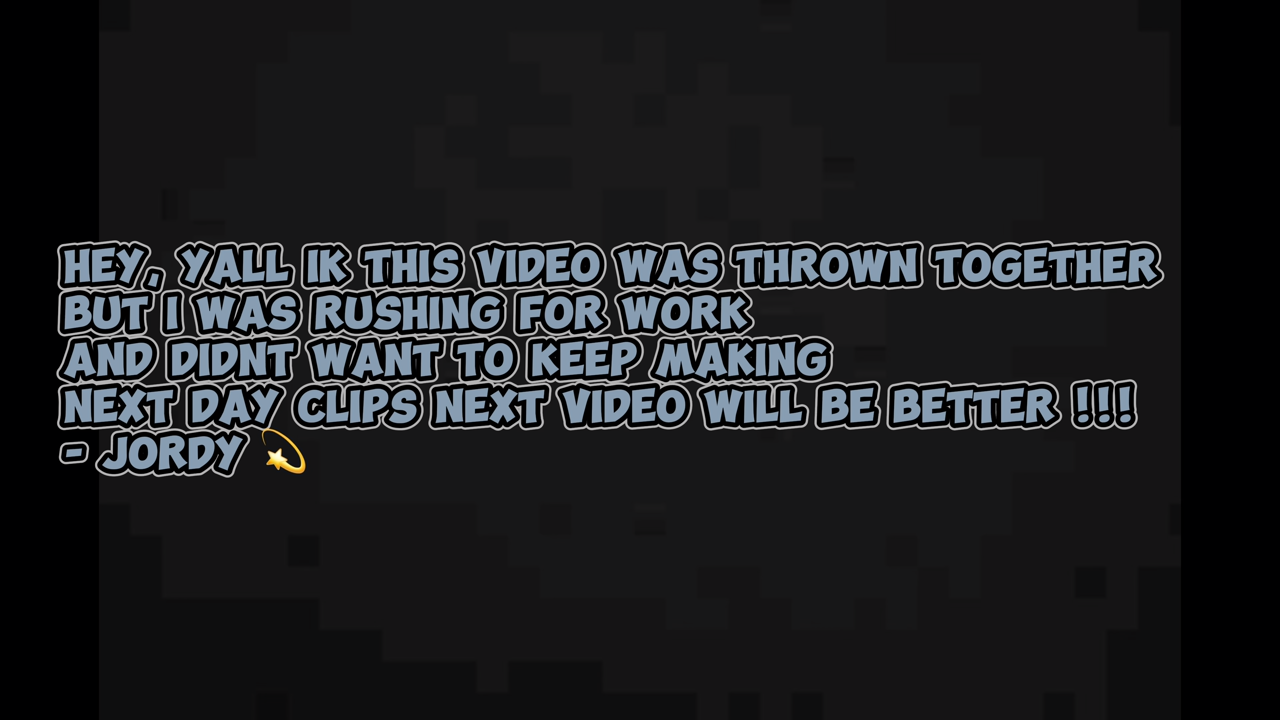 HEY, YALL IK THIS VIDEO WAS THROWN TOGETHER
BUT I WAS RUSHING FOR WORK
AND DIDNT WANT TO KEEP MAKING
NEXT DAY CLIPS NEXT VIDEO WILL BE BETTER !!!
- JORDY 💫